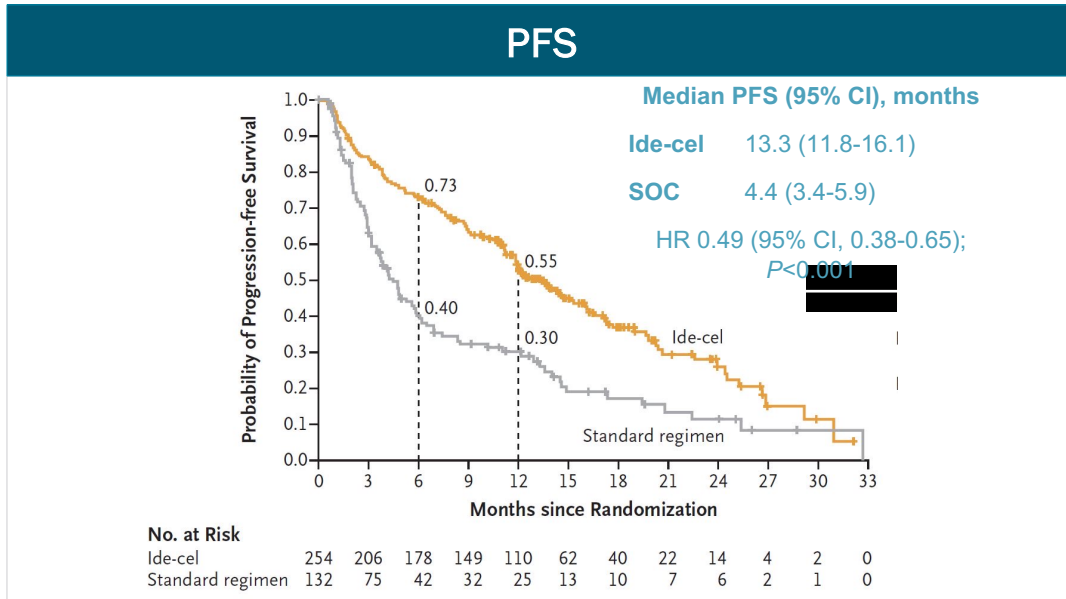 PFS
Median PFS (95% CI), months
Ide-cel 13.3 (11.8-16.1)
SOC 4.4 (3.4-5.9)
HR 0.49 (95% CI, 0.38-0.65);
P<0.001
Probability of Progression-free Survival
1.0
0.9
0.8
0.7
0.6
0.5
0.4
0.3
0.2
0.1
0.0
0.73
0.55
0.40
0.30
Ide-cel
Standard regimen
0 3 6 9 12 15 18 21 24 27 30 33
Months since Randomization
No. at Risk
Ide-cel 254 206 178 149 110 62 40 22 14 4 2 0
Standard regimen 132 75 42 32 25 13 10 7 6 2 1 0